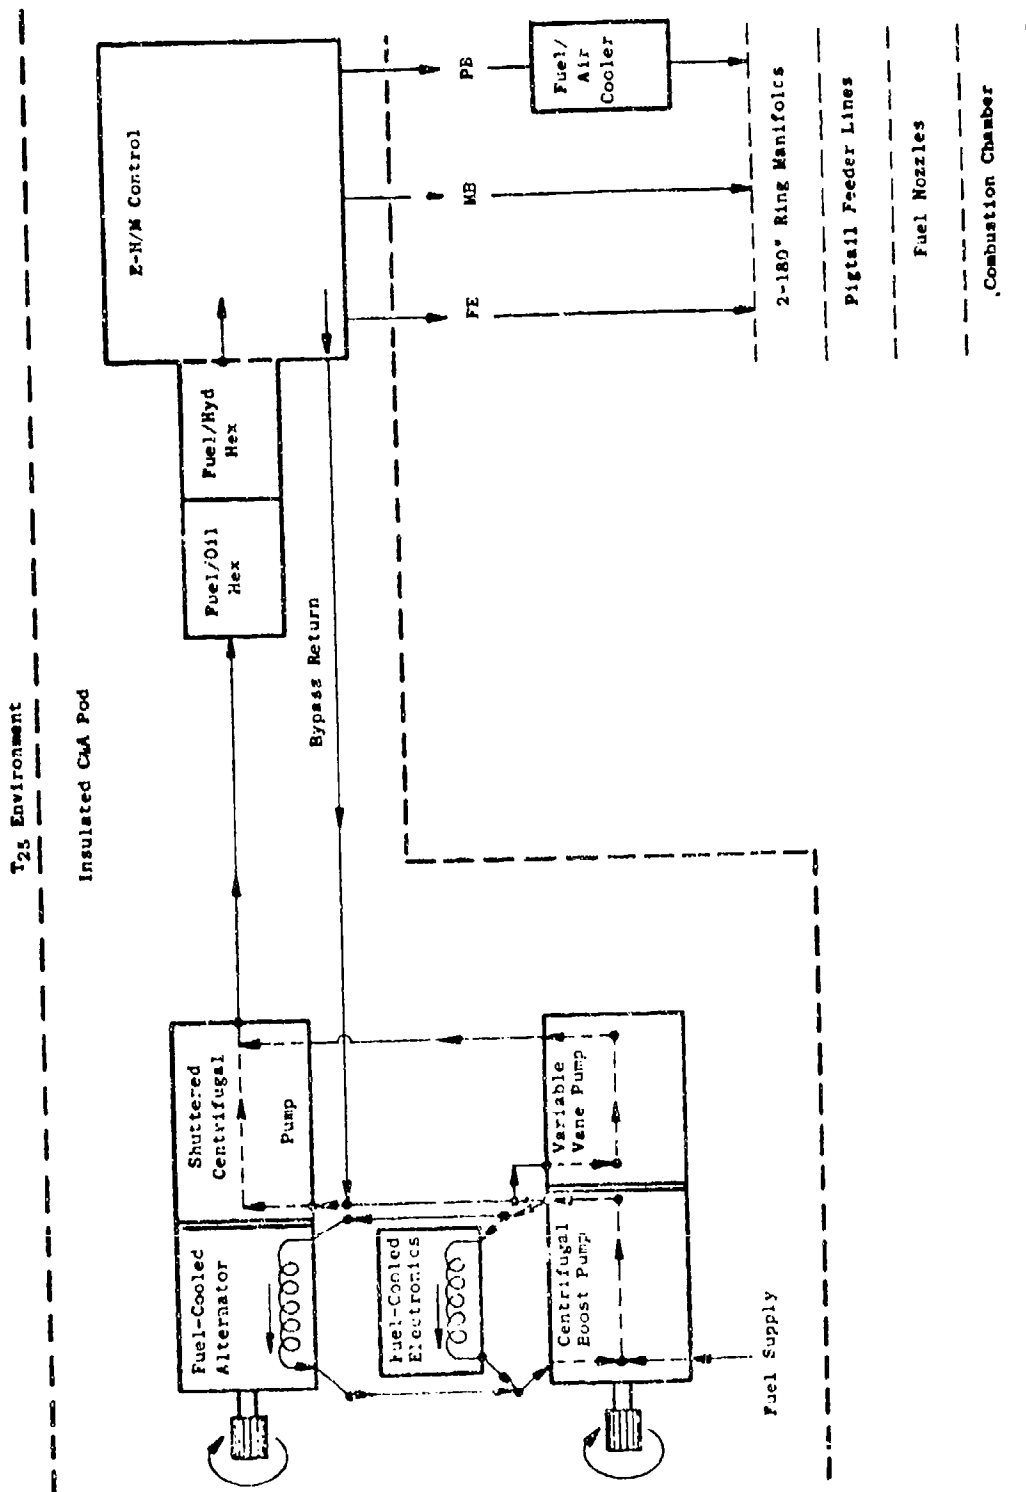 T25 Environment
Insulated C&A Pod
Fuel-Cooled
Alternator
Shuttered
Centrifugal
Pump
Fuel-Cooled
Electronics
Centrifugal
Boost Pump
Variable
Vane Pump
Fuel Supply
Bypass Return
Fuel/Oil
Hex
Fuel/Hyd
Hex
E-H/M Control
FE
MB
PB
Fuel/
Air
Cooler
2-180° Ring Manifolds
Pigtail Feeder Lines
Fuel Nozzles
Combustion Chamber